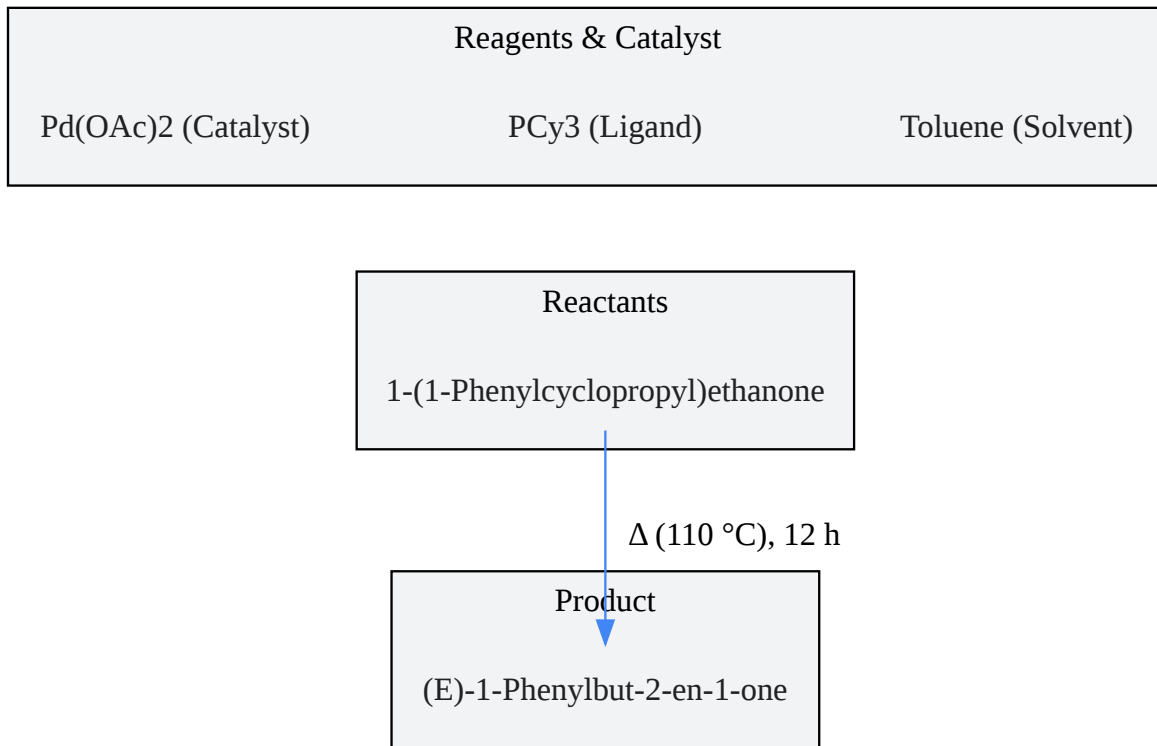 Reagents & Catalyst
Pd(OAc)2 (Catalyst) PCy3 (Ligand) Toluene (Solvent)
Reactants
1-(1-Phenylcyclopropyl)ethanone
Δ (110 °C), 12 h
Product
(E)-1-Phenylbut-2-en-1-one